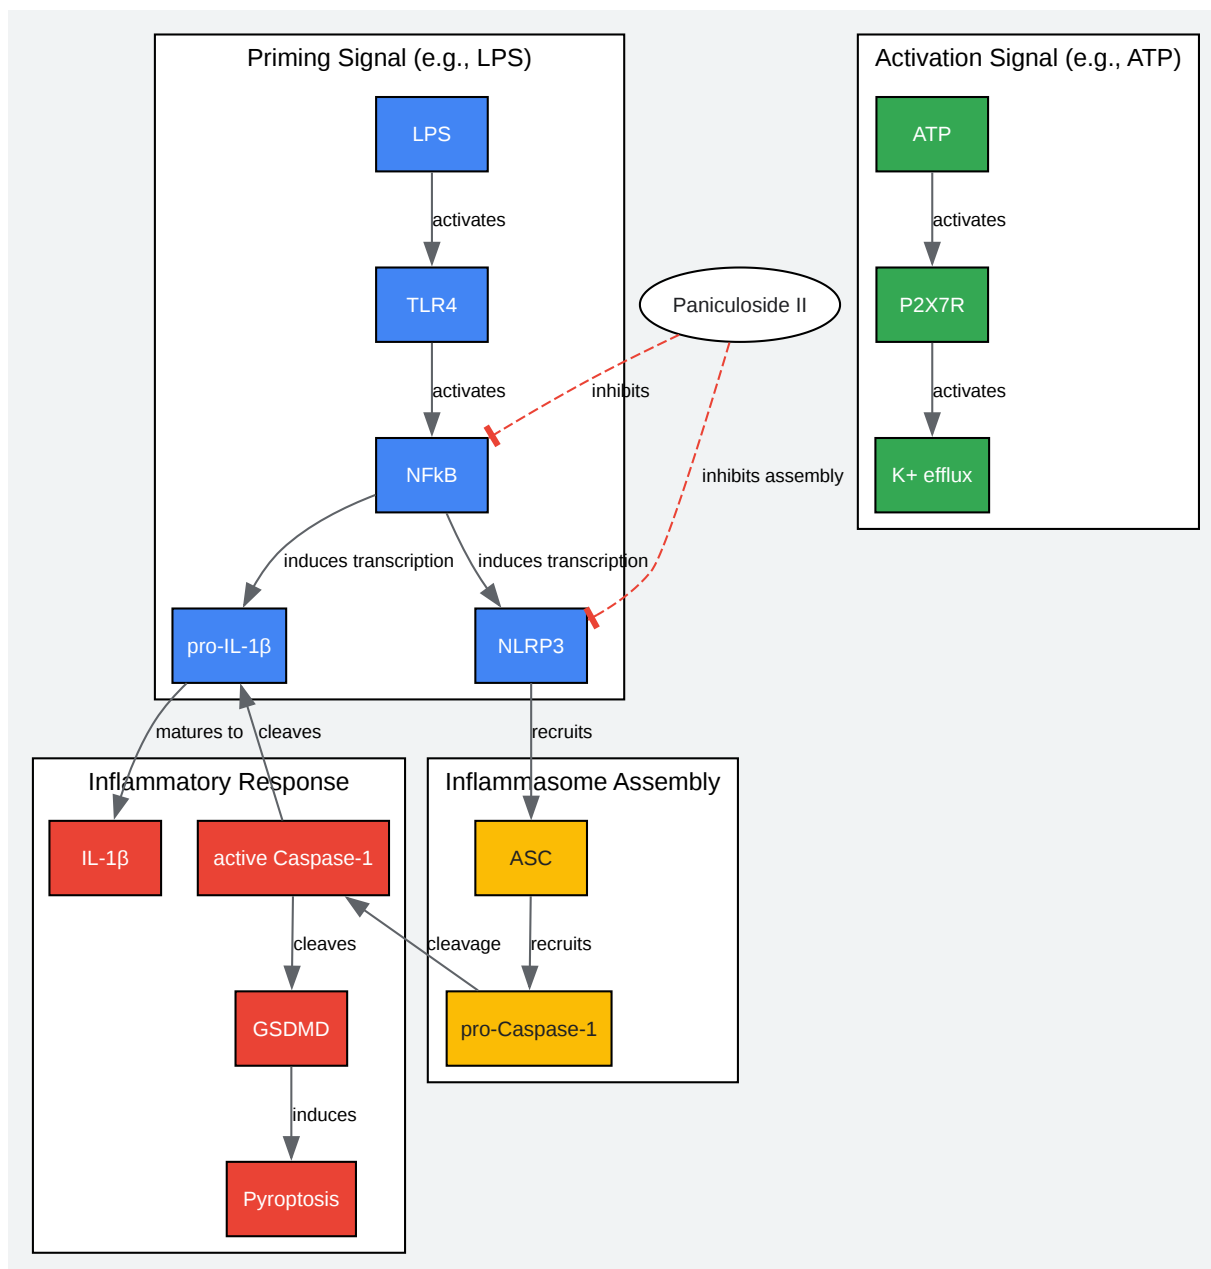 Priming Signal (e.g., LPS)
LPS
activates
TLR4
activates
NFkB
induces transcription
induces transcription
pro-IL-1β
NLRP3
Activation Signal (e.g., ATP)
ATP
activates
P2X7R
activates
K+ efflux
Paniculoside II
inhibits
inhibits assembly
matures to
cleaves
recruits
Inflammatory Response
IL-1β
active Caspase-1
cleaves
GSDMD
induces
Pyroptosis
cleavage
Inflammasome Assembly
ASC
recruits
pro-Caspase-1